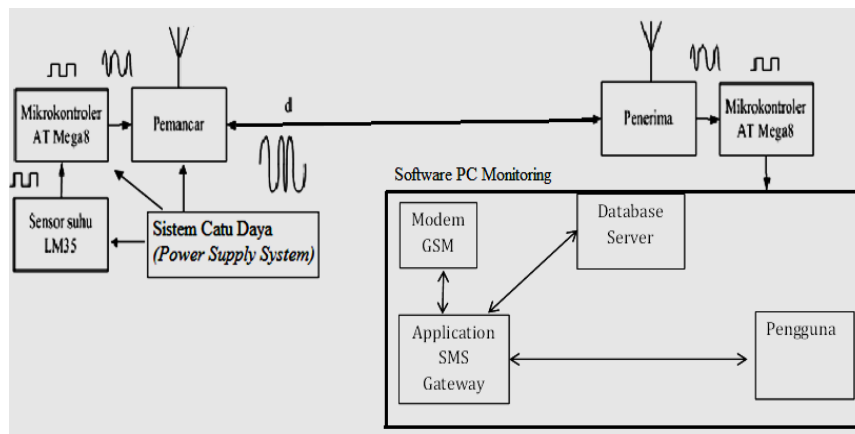 d
Mikrokontroler
AT Mega8
Pemancar
Penerima
Mikrokontroler
AT Mega8
Sensor suhu
LM35
Sistem Catu Daya
(Power Supply System)
Software PC Monitoring
Modem
GSM
Database
Server
Application
SMS
Gateway
Pengguna